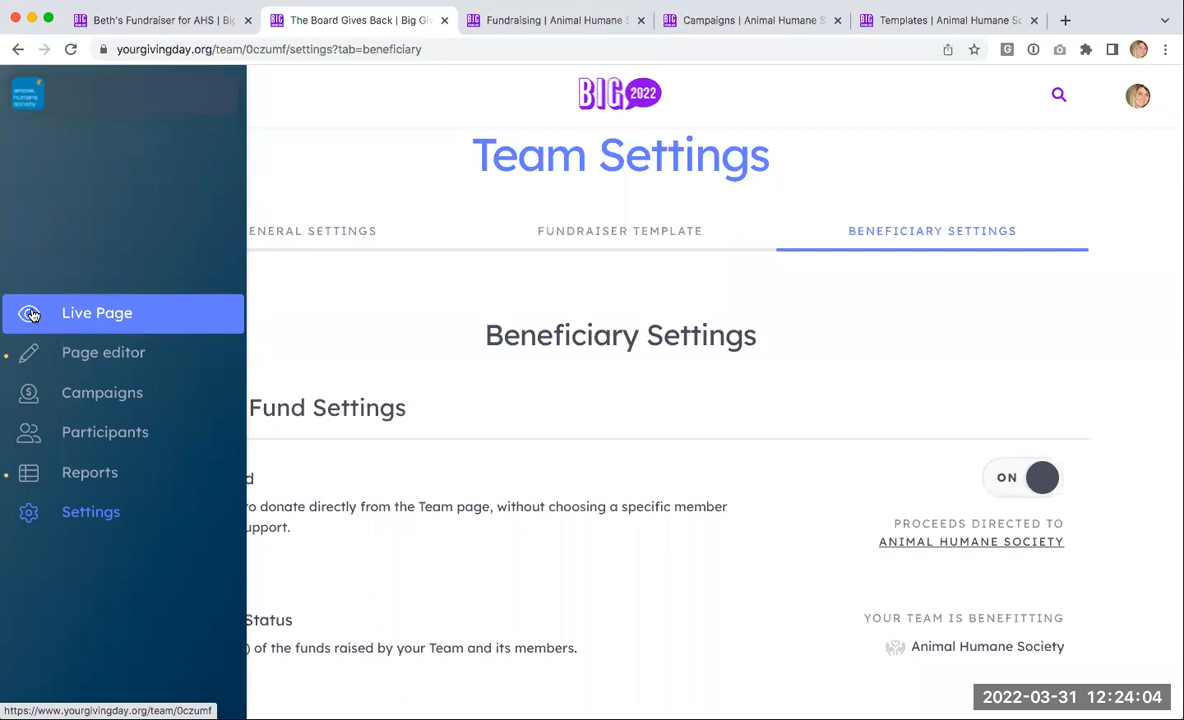 Beth's Fundraiser for AHS | Big
The Board Gives Back | Big Gi
Fundraising | Animal Humane S
Campaigns | Animal Humane S
Templates | Animal Humane So
yourgivingday.org/team/0czumf/settings?tab=beneficiary
animal
humane
society
BIG 2022
Team Settings
ENERAL SETTINGS
FUNDRAISER TEMPLATE
BENEFICIARY SETTINGS
Live Page
Beneficiary Settings
Page editor
Campaigns
Fund Settings
Participants
Reports
d
ON
o donate directly from the Team page, without choosing a specific member
Settings
upport.
PROCEEDS DIRECTED TO
ANIMAL HUMANE SOCIETY
Status
YOUR TEAM IS BENEFITTING
) of the funds raised by your Team and its members.
Animal Humane Society
2022-03-31 12:24:04
https://www.yourgivingday.org/team/0czumf